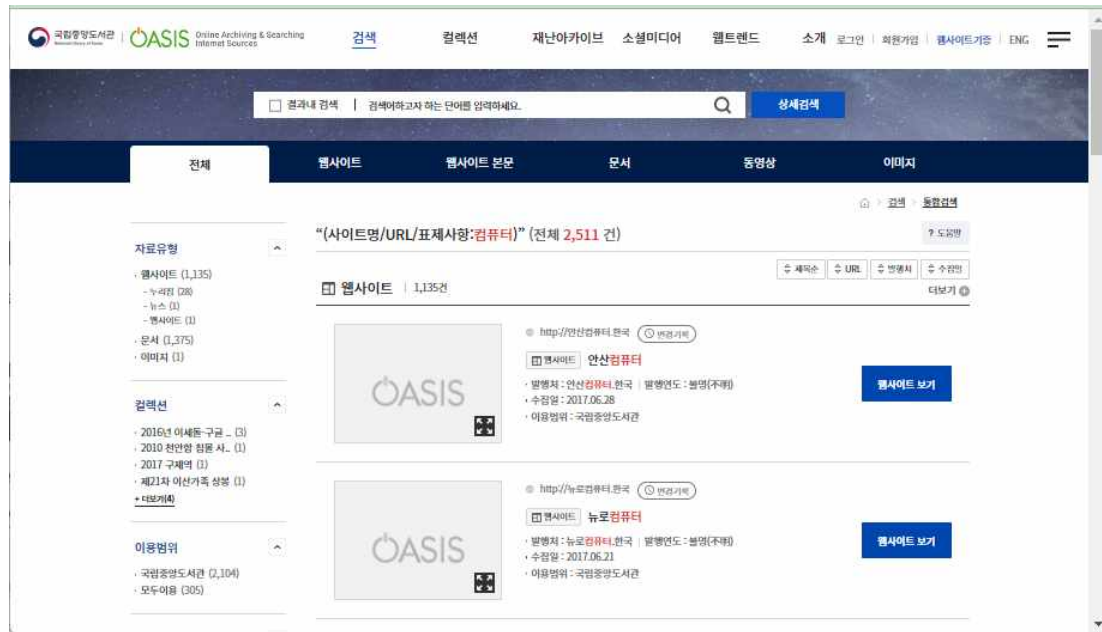 국립중앙도서관 OASIS Online Archiving & Searching Internet Sources
검색 컬렉션 재난아카이브 소셜미디어 웹트렌드 소개 로그인 회원가입 웹사이트기증 ENG
결과내 검색 검색어하고자 하는 단어를 입력하세요. 상세검색
전체 웹사이트 웹사이트 본문 문서 동영상 이미지
검색 > 통합검색
“(사이트명/URL/표제사항:컴퓨터)” (전체 2,511 건) ? 도움말
제목순 URL 발행처 수집일
웹사이트 | 1,135건 더보기
자료유형
· 웹사이트 (1,135)
- 누리집 (28)
- 뉴스 (1)
- 웹사이트 (1)
· 문서 (1,375)
· 이미지 (1)
컬렉션
· 2016년 이세돌-구글 ... (3)
· 2010 천안함 침몰 사... (1)
· 2017 구제역 (1)
· 제21차 이산가족 상봉 (1)
+ 더보기(4)
이용범위
· 국립중앙도서관 (2,104)
· 모두이용 (305)
OASIS
http://안산컴퓨터.한국 변경기록
웹사이트 안산컴퓨터
· 발행처 : 안산컴퓨터.한국 | 발행연도 : 불명(不明)
· 수집일 : 2017.06.28
· 이용범위 : 국립중앙도서관
웹사이트 보기
OASIS
http://뉴로컴퓨터.한국 변경기록
웹사이트 뉴로컴퓨터
· 발행처 : 뉴로컴퓨터.한국 | 발행연도 : 불명(不明)
· 수집일 : 2017.06.21
· 이용범위 : 국립중앙도서관
웹사이트 보기